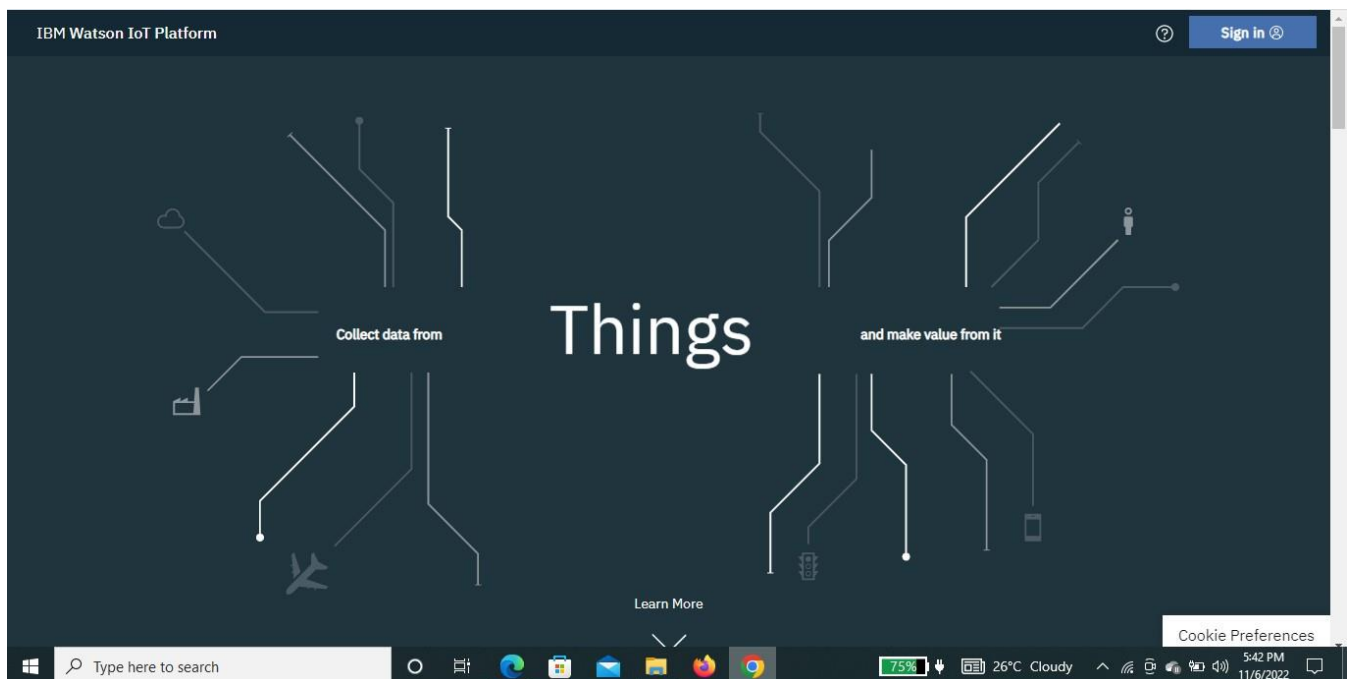 IBM Watson IoT Platform
Sign in
Collect data from
Things
and make value from it
Learn More
Cookie Preferences
Type here to search
75%
26°C Cloudy
5:42 PM
11/6/2022